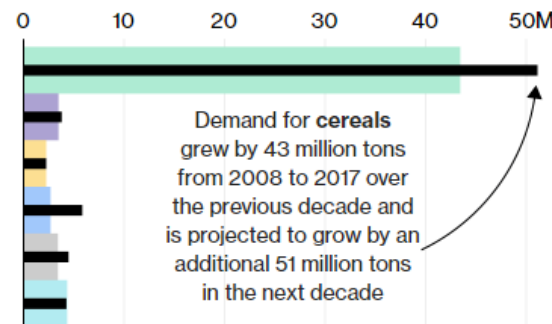 0 10 20 30 40 50M
Demand for cereals
grew by 43 million tons
from 2008 to 2017 over
the previous decade and
is projected to grow by an
additional 51 million tons
in the next decade